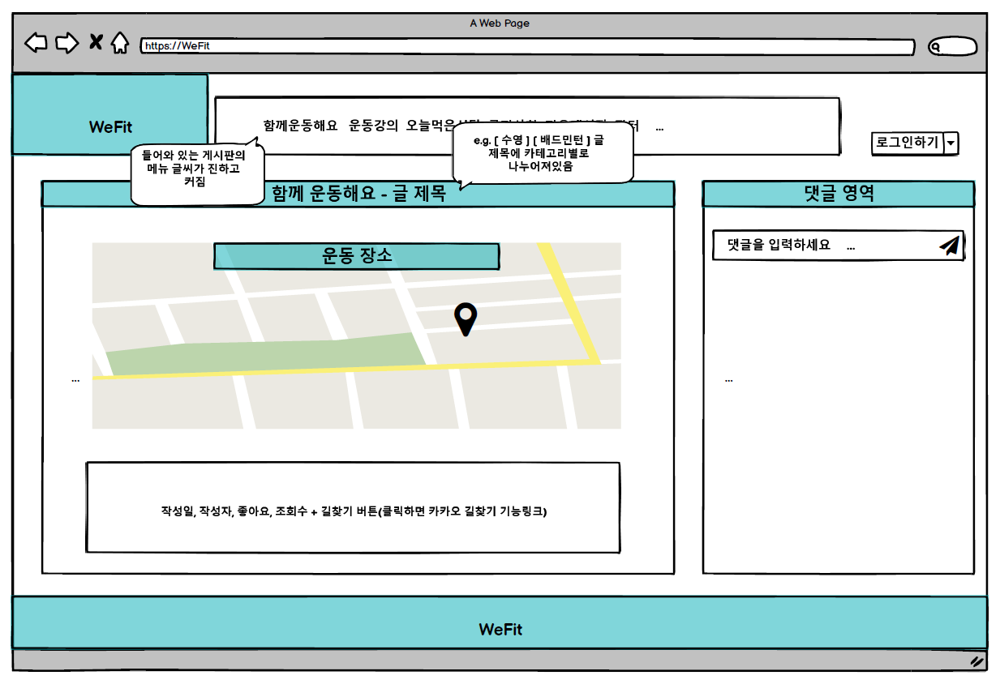 A Web Page
https://WeFit
WeFit
함께운동해요 운동강의 오늘먹은 ...
로그인하기
들어와 있는 게시판의
메뉴 글씨가 진하고
커짐
e.g. [ 수영 ] [ 배드민턴 ] 글
제목에 카테고리별로
나누어져있음
함께 운동해요 - 글 제목
댓글 영역
운동 장소
댓글을 입력하세요 ...
...
...
작성일, 작성자, 좋아요, 조회수 + 길찾기 버튼(클릭하면 카카오 길찾기 기능링크)
WeFit